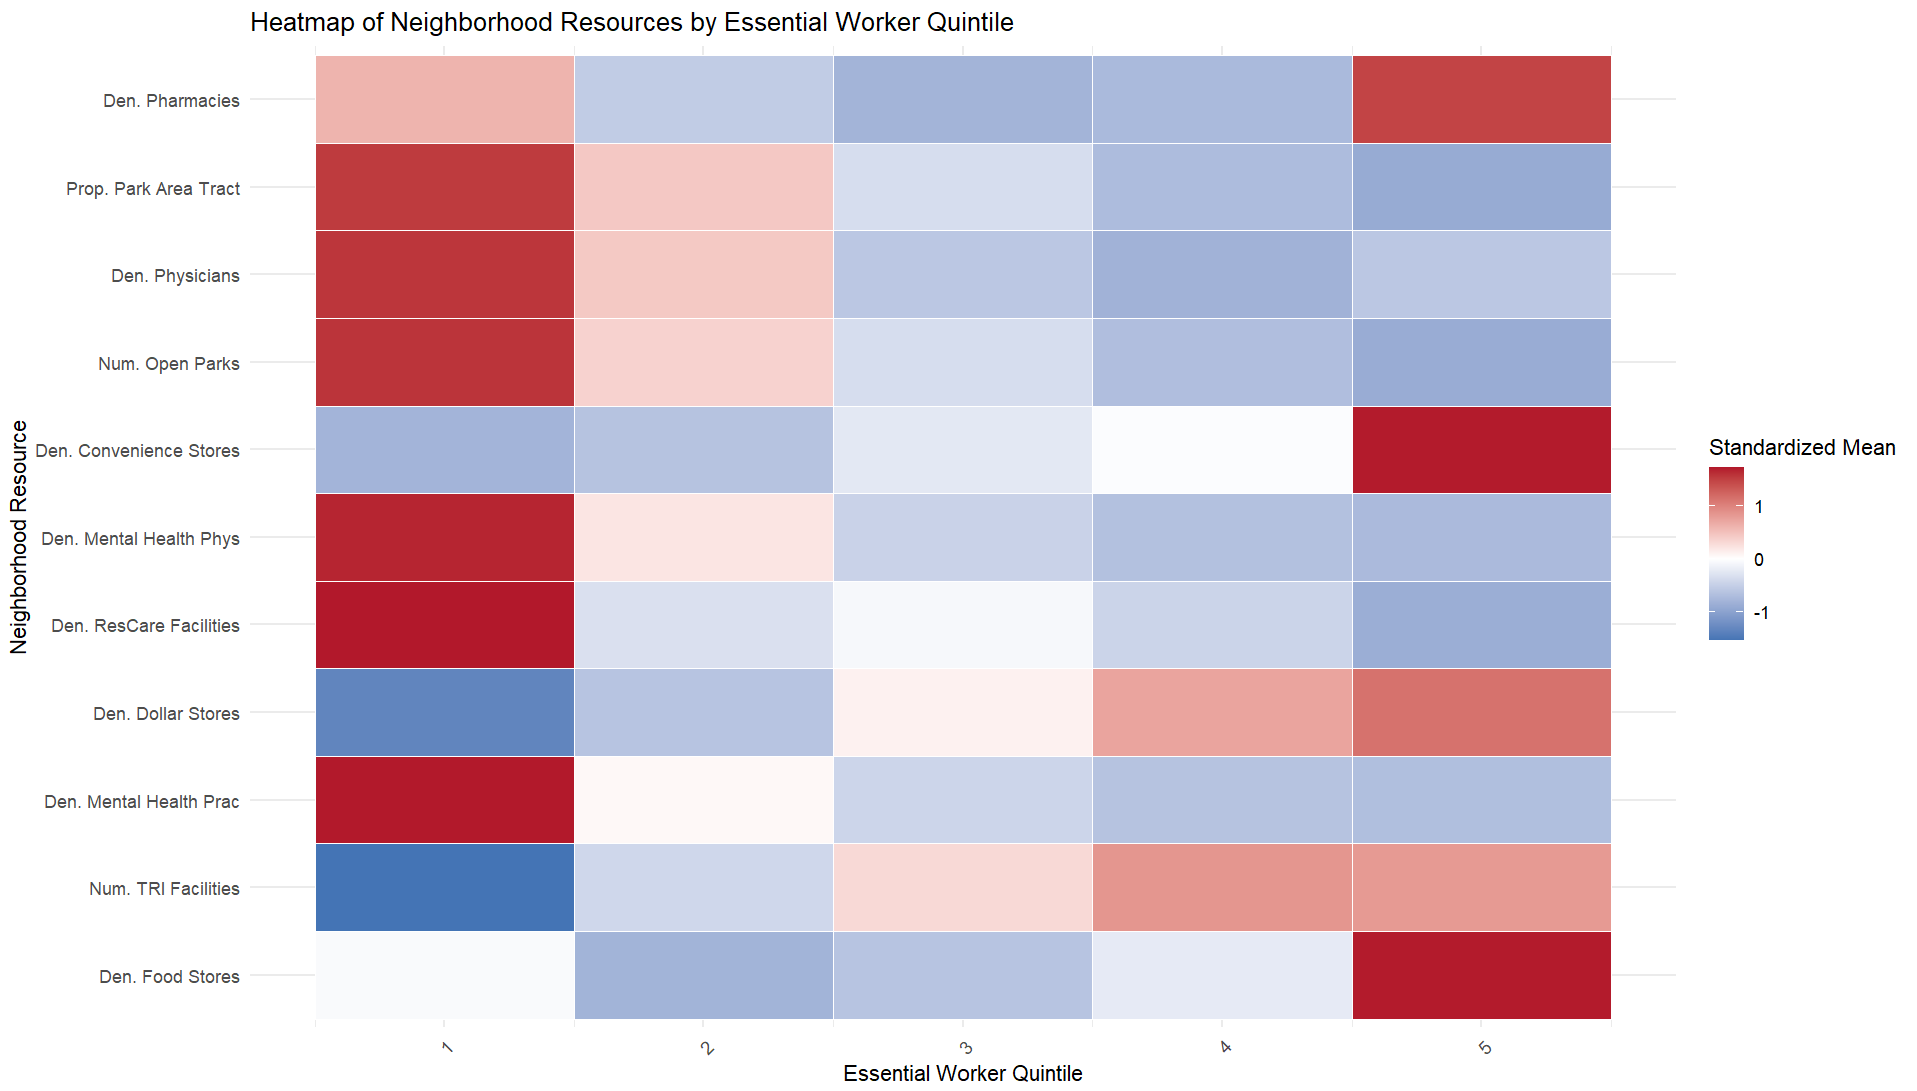 Heatmap of Neighborhood Resources by Essential Worker Quintile
Neighborhood Resource
Den. Pharmacies
Prop. Park Area Tract
Den. Physicians
Num. Open Parks
Den. Convenience Stores
Den. Mental Health Phys
Den. ResCare Facilities
Den. Dollar Stores
Den. Mental Health Prac
Num. TRI Facilities
Den. Food Stores
1 2 3 4 5
Essential Worker Quintile
Standardized Mean
1
0
-1